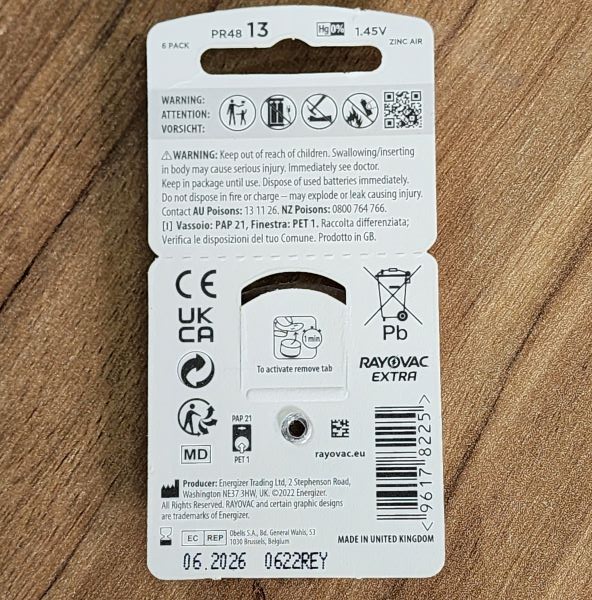 PR48 13 Hg 0% 1.45V
6 PACK ZINC AIR
WARNING:
ATTENTION:
VORSICHT:
⚠WARNING: Keep out of reach of children. Swallowing/inserting
in body may cause serious injury. Immediately see doctor.
Keep in package until use. Dispose of used batteries immediately.
Do not dispose in fire or charge – may explode or leak causing injury.
Contact AU Poisons: 13 11 26. NZ Poisons: 0800 764 766.
[I] Vassoio: PAP 21, Finestra: PET 1. Raccolta differenziata;
Verifica le disposizioni del tuo Comune. Prodotto in GB.
CE
UK
CA
1 min
To activate remove tab
Pb
RAYOVAC
EXTRA
PAP 21
PET 1
MD
rayovac.eu
96178225
Producer: Energizer Trading Ltd, 2 Stephenson Road,
Washington NE37 3HW, UK. ©2022 Energizer.
All Rights Reserved. RAYOVAC and certain graphic designs
are trademarks of Energizer.
EC REP Obelis S.A., Bd. General Wahis, 53
1030 Brussels, Belgium
MADE IN UNITED KINGDOM
06.2026 0622REY